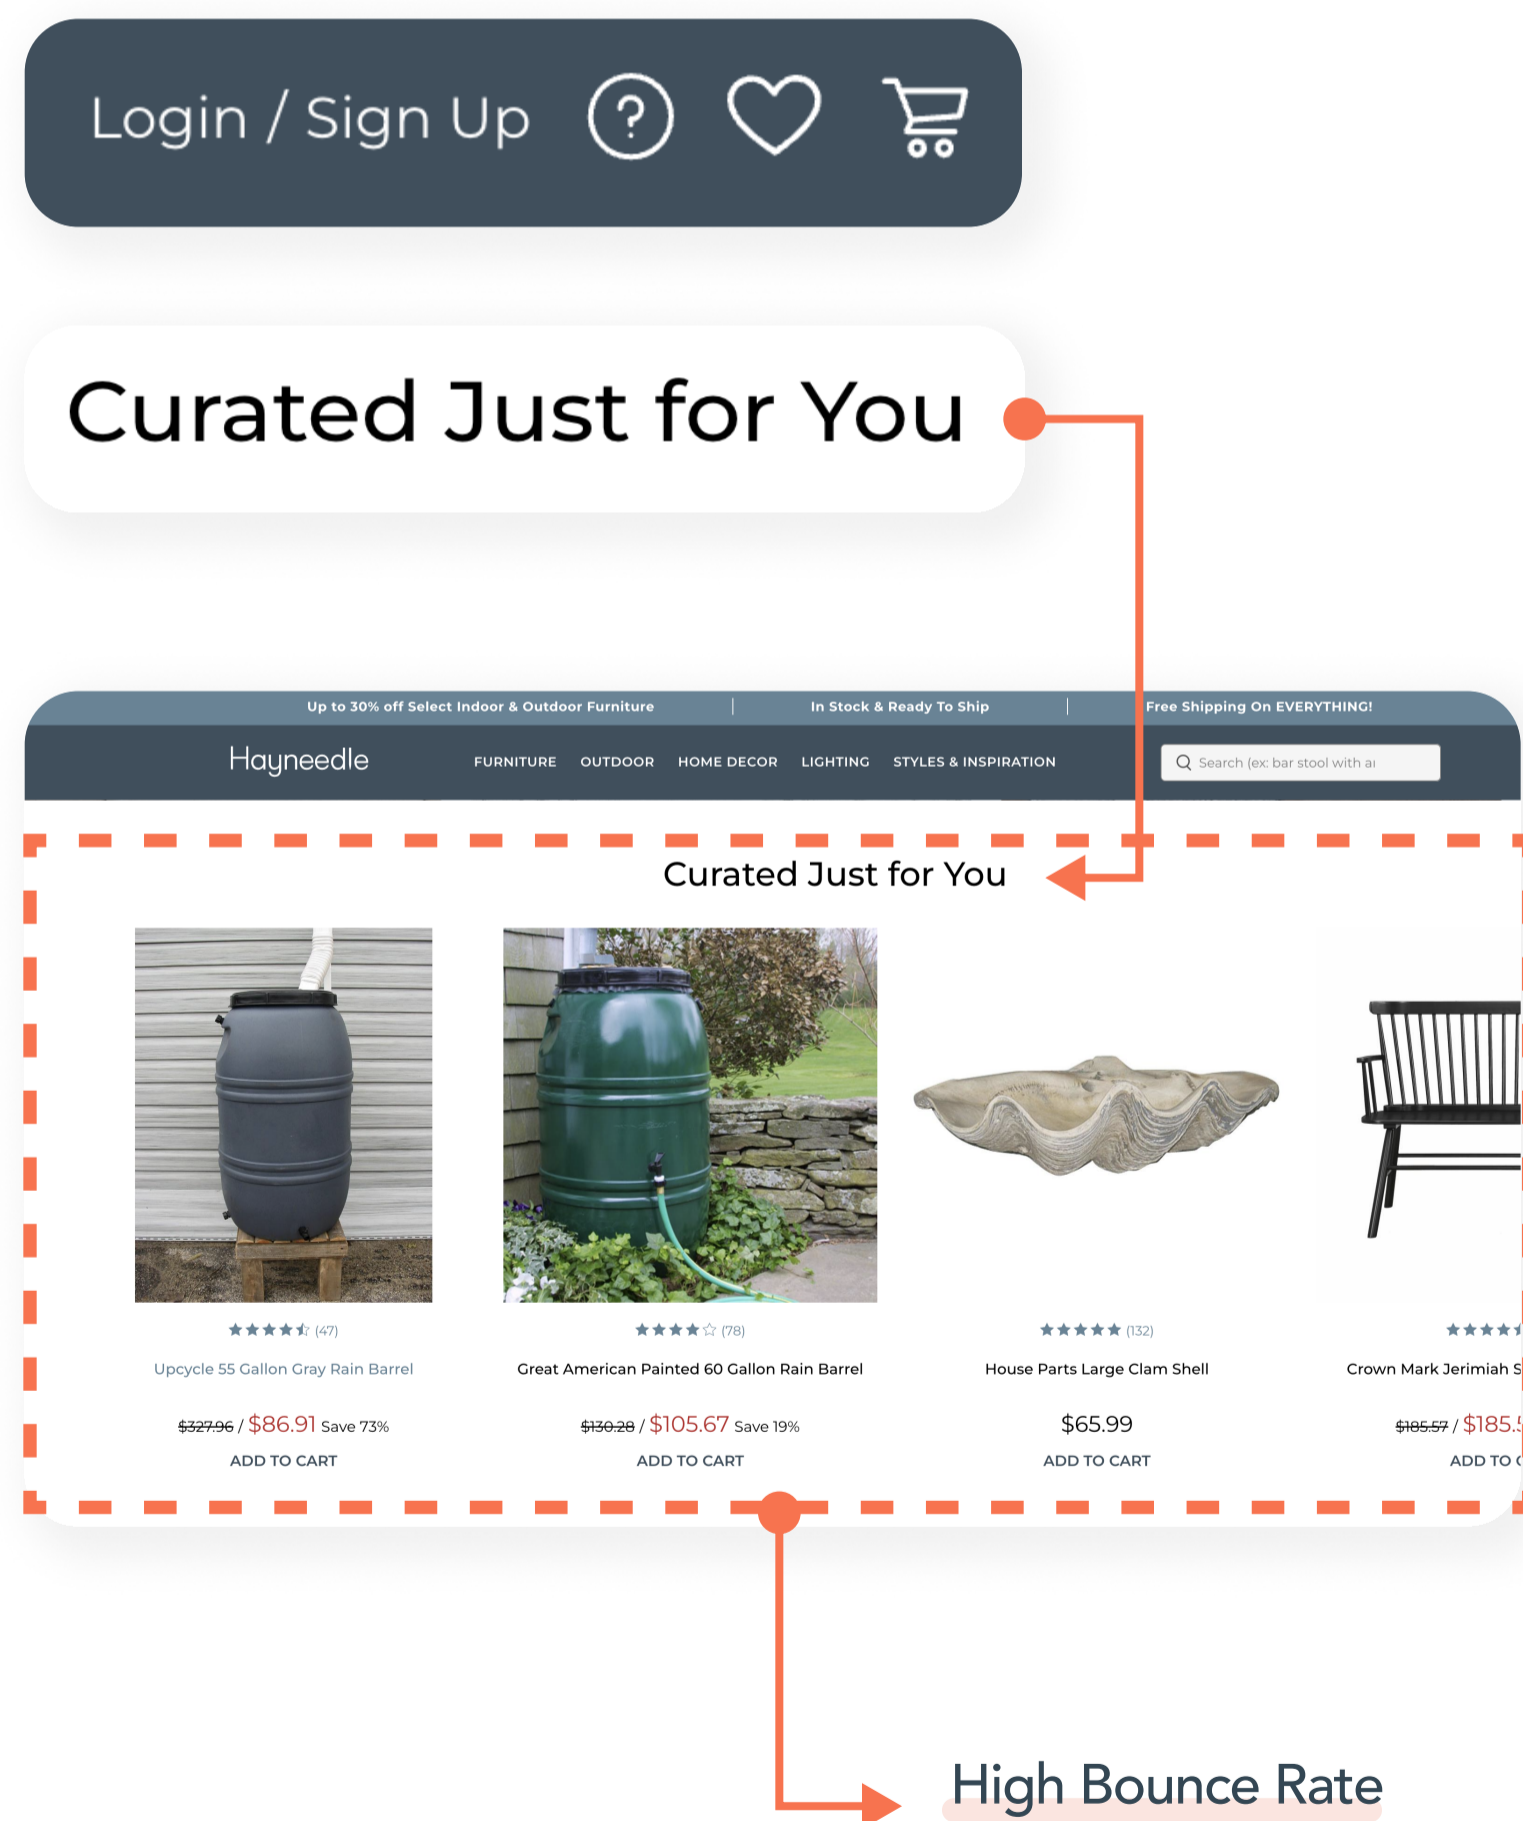 Login / Sign Up
Curated Just for You
Up to 30% off Select Indoor & Outdoor Furniture | In Stock & Ready To Ship | Free Shipping On EVERYTHING!
Hayneedle FURNITURE OUTDOOR HOME DECOR LIGHTING STYLES & INSPIRATION Search (ex: bar stool with
Curated Just for You
(47) (78) (132)
Upcycle 55 Gallon Gray Rain Barrel Great American Painted 60 Gallon Rain Barrel House Parts Large Clam Shell Crown Mark Jerimiah
$327.96 / $86.91 Save 73% $130.28 / $105.67 Save 19% $65.99 $185.57 /
ADD TO CART ADD TO CART ADD TO CART ADD TO
High Bounce Rate